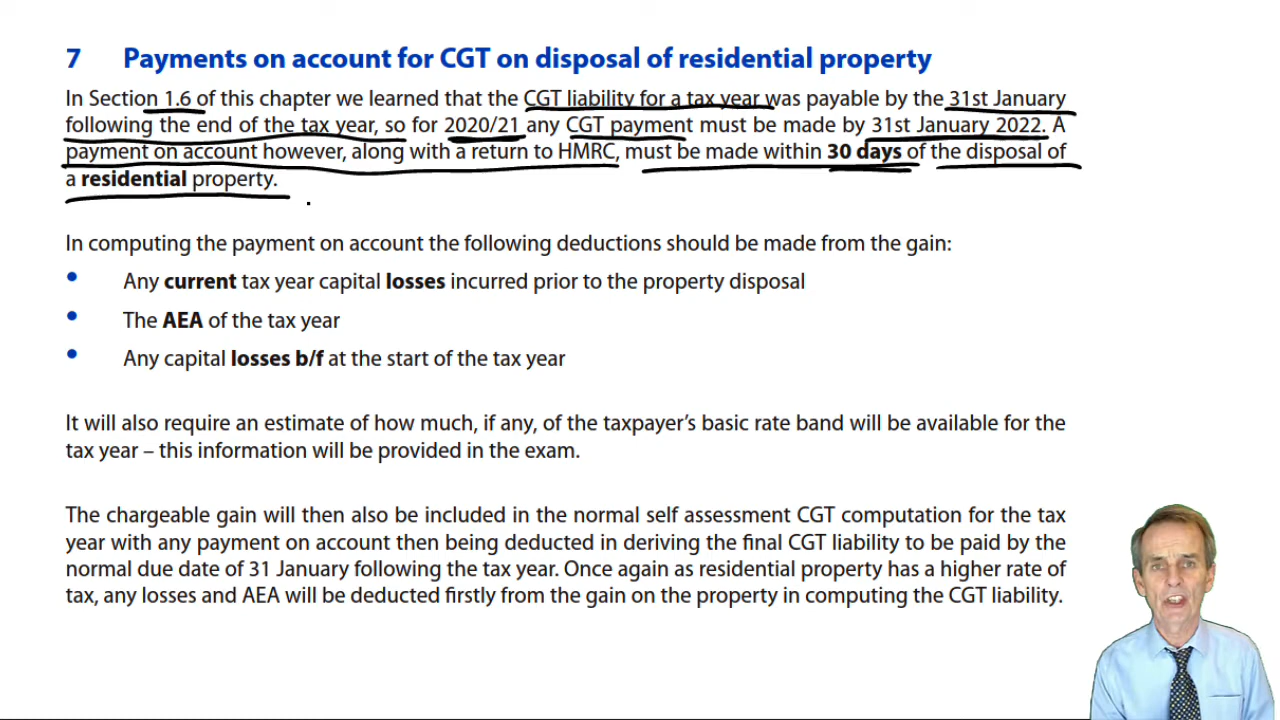 7 Payments on account for CGT on disposal of residential property
In Section 1.6 of this chapter we learned that the CGT liability for a tax year was payable by the 31st January
following the end of the tax year, so for 2020/21 any CGT payment must be made by 31st January 2022. A
payment on account however, along with a return to HMRC, must be made within 30 days of the disposal of
a residential property.
In computing the payment on account the following deductions should be made from the gain:
• Any current tax year capital losses incurred prior to the property disposal
• The AEA of the tax year
• Any capital losses b/f at the start of the tax year
It will also require an estimate of how much, if any, of the taxpayer's basic rate band will be available for the
tax year – this information will be provided in the exam.
The chargeable gain will then also be included in the normal self assessment CGT computation for the tax
year with any payment on account then being deducted in deriving the final CGT liability to be paid by the
normal due date of 31 January following the tax year. Once again as residential property has a higher rate of
tax, any losses and AEA will be deducted firstly from the gain on the property in computing the CGT liability.